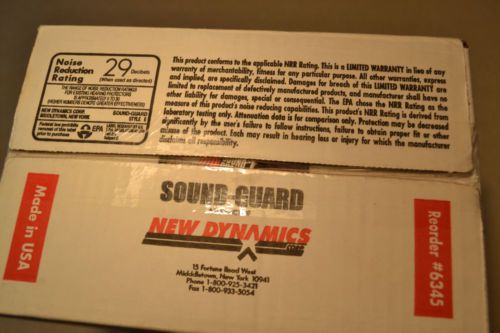 Noise
Reduction
Rating
29
Decibels
(When used as directed)
THE RANGE OF NOISE REDUCTION RATINGS
FOR EXISTING HEARING PROTECTORS
IS APPROXIMATELY 0 TO 30
(HIGHER NUMBERS DENOTE GREATER EFFECTIVENESS)
NEW DYNAMICS CORP.
MIDDLETOWN, NEW YORK
SOUND-GUARD
STYLE E
Federal law prohibits
removal of this label
prior to purchase
EPA
This product conforms to the applicable NRR Rating. This is a LIMITED WARRANTY in lieu of any
warranty of merchantability, fitness for any particular purpose. All other warranties, express
and implied, are specifically disclaimed. Damages for breach of this LIMITED WARRANTY are
limited to replacement of defectively manufactured products, and manufacturer shall have no
other liability for damages, special or consequential. The EPA chose the NRR Rating as the
measure of this product's noise reducing capabilities. This product's NRR Rating is derived from
laboratory testing only. Attenuation data is for comparison only. Protection may be decreased
significantly by the users failure to follow instructions, failure to obtain proper fit or other
misuse of the product. Each may result in hearing loss or injury for which the manufacturer
disclaims all responsibility.
SOUND-GUARD
NEW DYNAMICS
CORP.
15 Fortune Road West
Middletown, New York 10941
Phone 1-800-925-3421
Fax 1-800-933-5054
Made in USA
Reorder #6345